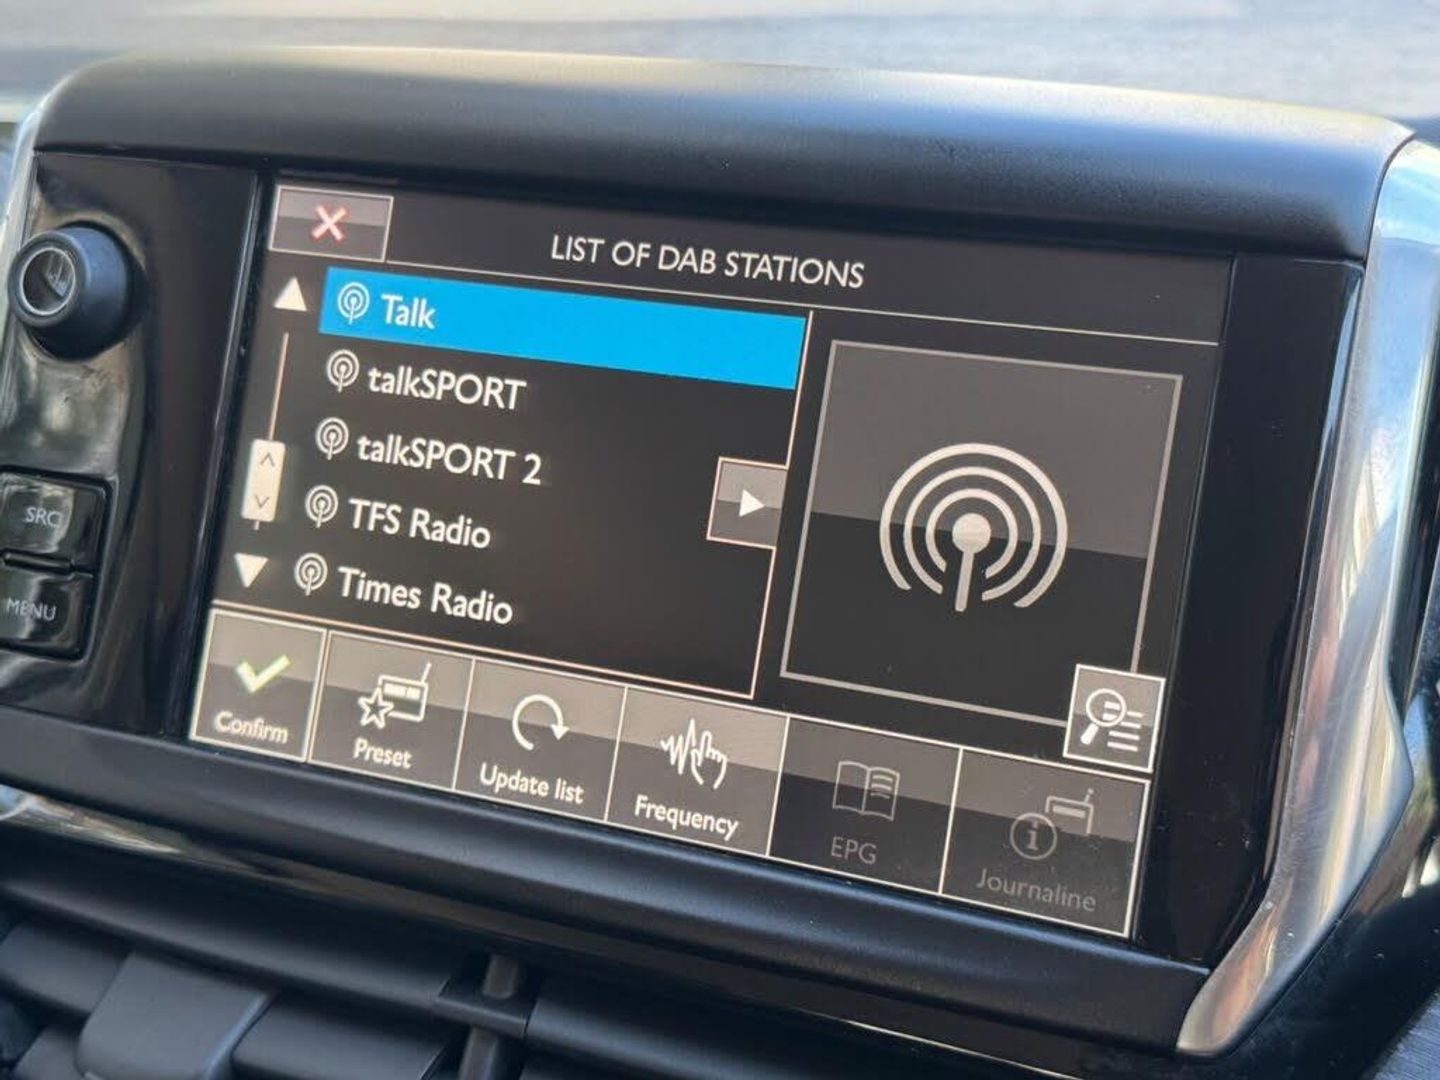 LIST OF DAB STATIONS
Talk
talkSPORT
talkSPORT 2
TFS Radio
Times Radio
SRC
MENU
Confirm
Preset
Update list
Frequency
EPG
Journaline